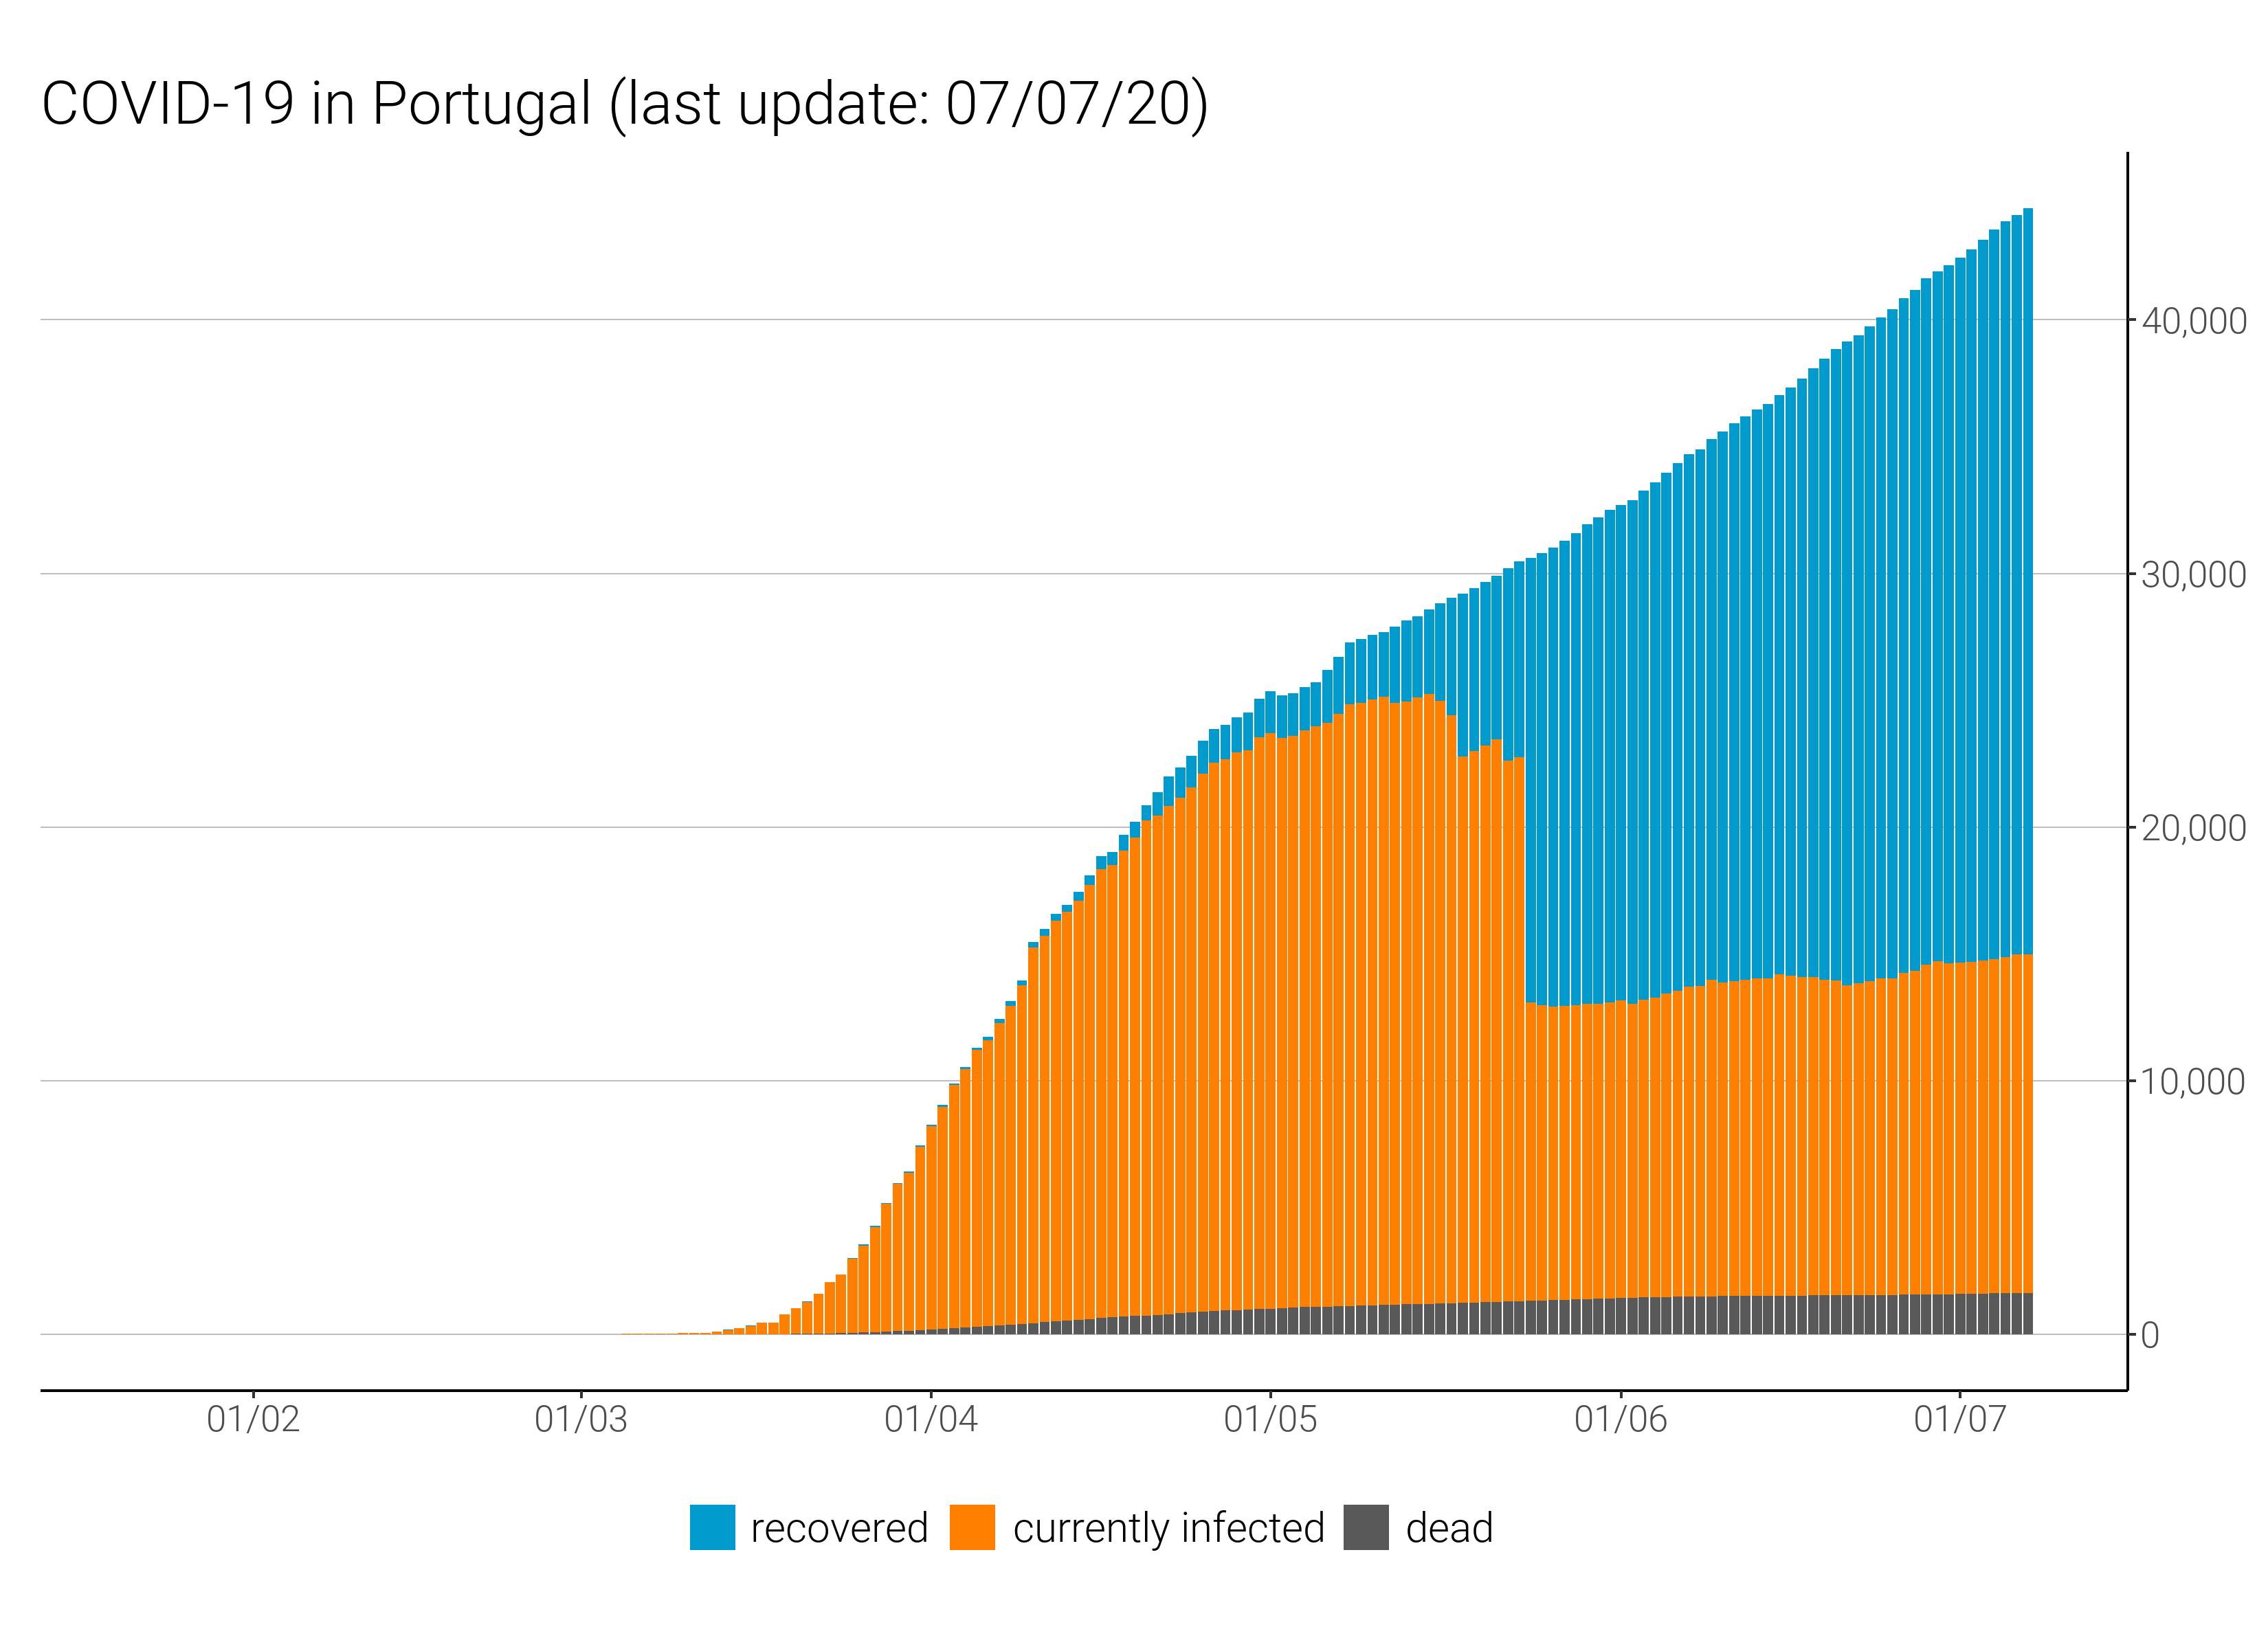 COVID-19 in Portugal (last update: 07/07/20)
40,000
30,000
20,000
10,000
0
01/02 01/03 01/04 01/05 01/06 01/07
recovered currently infected dead